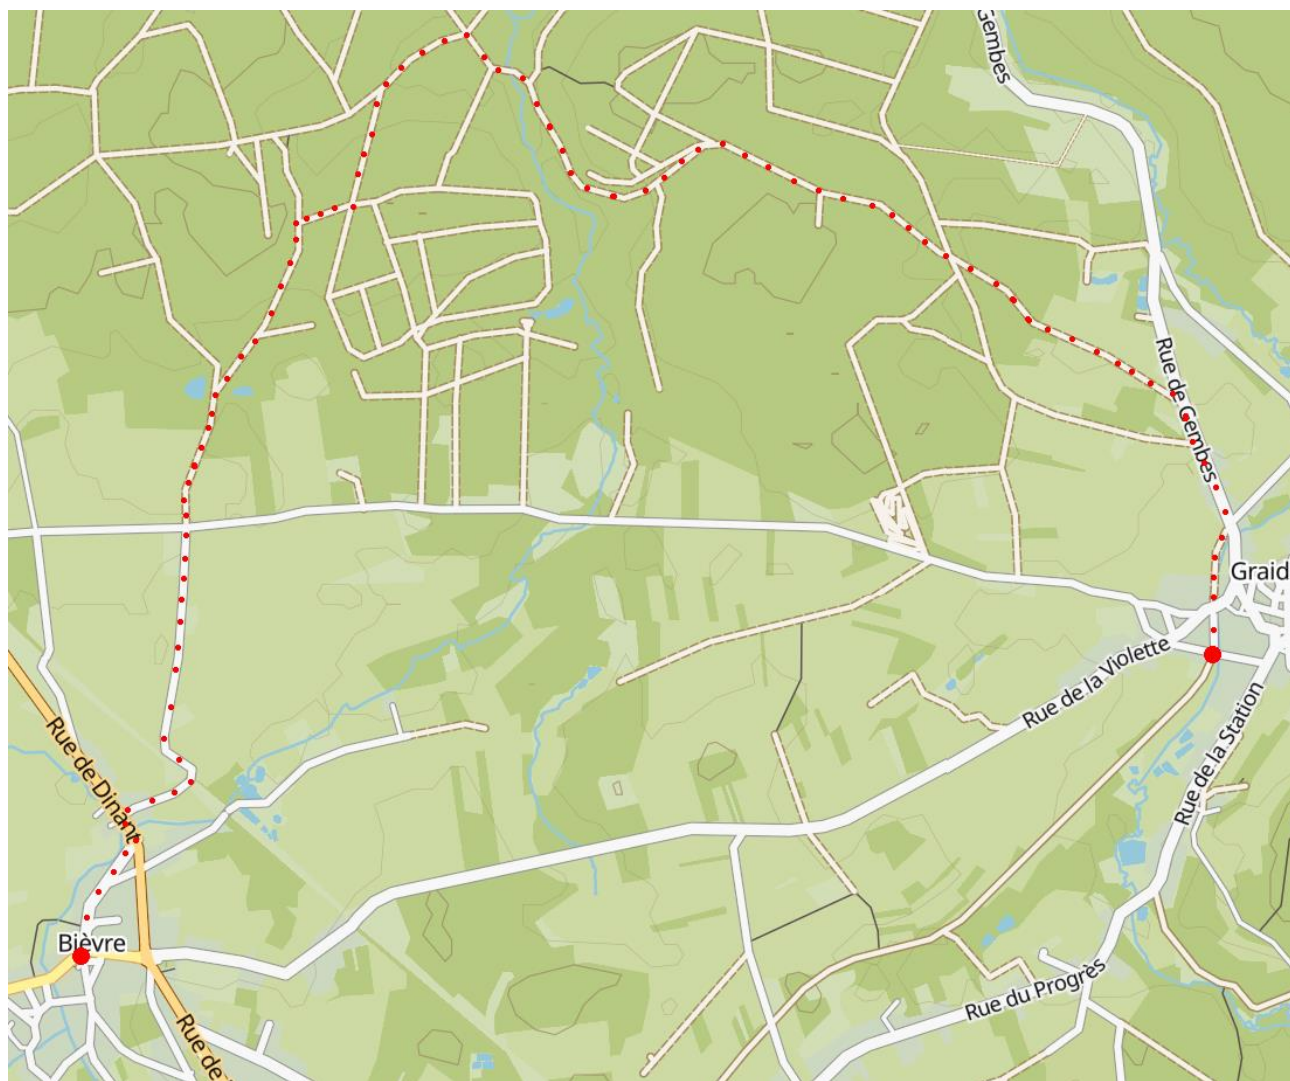 Gembes
Rue de Gembes
Graid
Rue de la Violette
Rue de la Station
Rue de Dinant
Bièvre
Rue du Progrès
Rue de